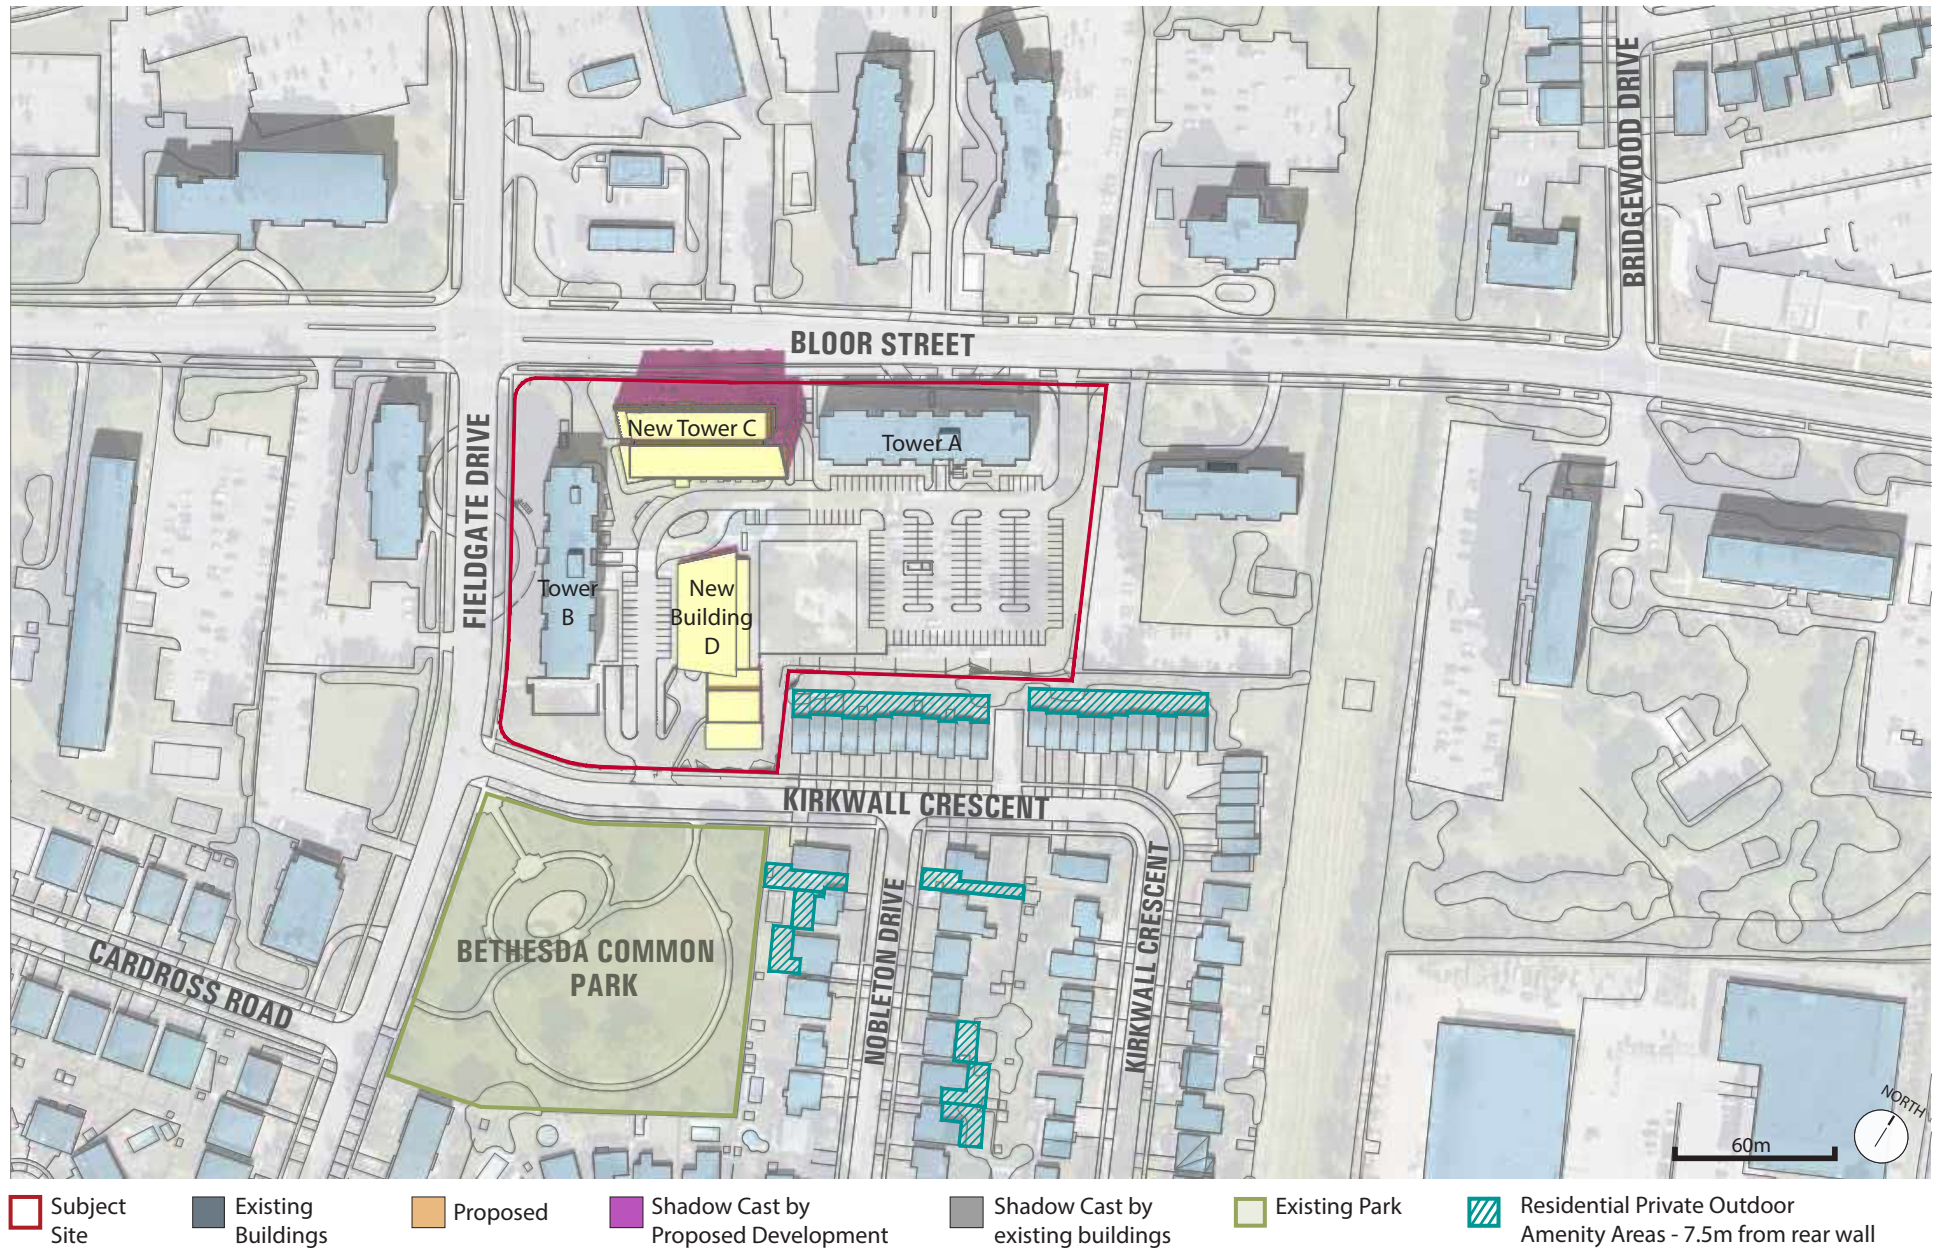 BRIDGEWOOD DRIVE
BLOOR STREET
FIELDGATE DRIVE
New Tower C
Tower A
Tower
B
New
Building
D
KIRKWALL CRESCENT
KIRKWALL CRESCENT
NOBLETON DRIVE
BETHESDA COMMON
PARK
CARDROSS ROAD
NORTH
60m
Subject
Site
Existing
Buildings
Proposed
Shadow Cast by
Proposed Development
Shadow Cast by
existing buildings
Existing Park
Residential Private Outdoor
Amenity Areas - 7.5m from rear wall